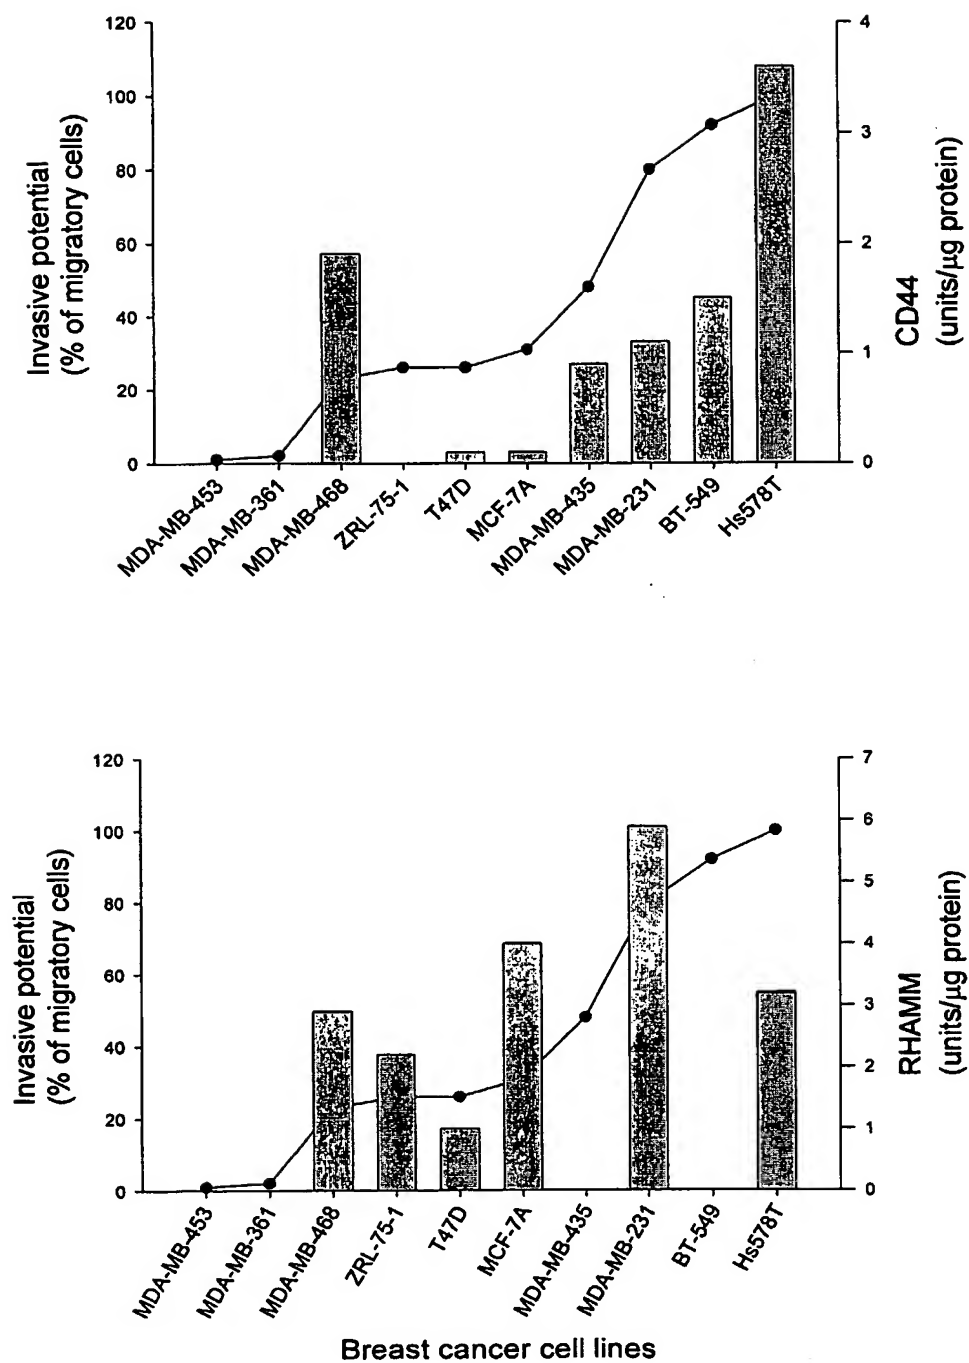 120
100
80
60
40
20
0
Invasive potential
(% of migratory cells)
4
3
2
1
0
CD44
(units/µg protein)
MDA-MB-453
MDA-MB-361
MDA-MB-468
ZRL-75-1
T47D
MCF-7A
MDA-MB-435
MDA-MB-231
BT-549
Hs578T
120
100
80
60
40
20
0
Invasive potential
(% of migratory cells)
7
6
5
4
3
2
1
0
RHAMM
(units/µg protein)
MDA-MB-453
MDA-MB-361
MDA-MB-468
ZRL-75-1
T47D
MCF-7A
MDA-MB-435
MDA-MB-231
BT-549
Hs578T
Breast cancer cell lines